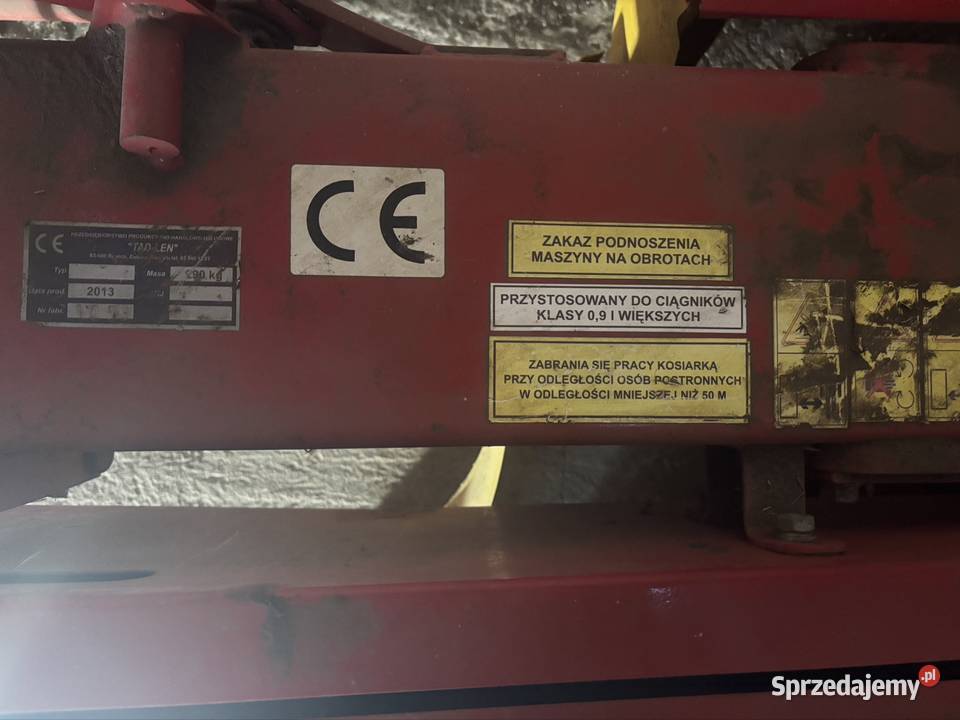 CE
PRZEDSIĘBIORSTWO PRODUKCYJNO
"TAD-LEN"
Typ Masa 290 kg
Data prod. 2013
Nr fabr.
CE
ZAKAZ PODNOSZENIA
MASZYNY NA OBROTACH
PRZYSTOSOWANY DO CIĄGNIKÓW
KLASY 0,9 I WIĘKSZYCH
ZABRANIA SIĘ PRACY KOSIARKĄ
PRZY ODLEGŁOŚCI OSÓB POSTRONNYCH
W ODLEGŁOŚCI MNIEJSZEJ NIŻ 50 M
Sprzedajemy.pl